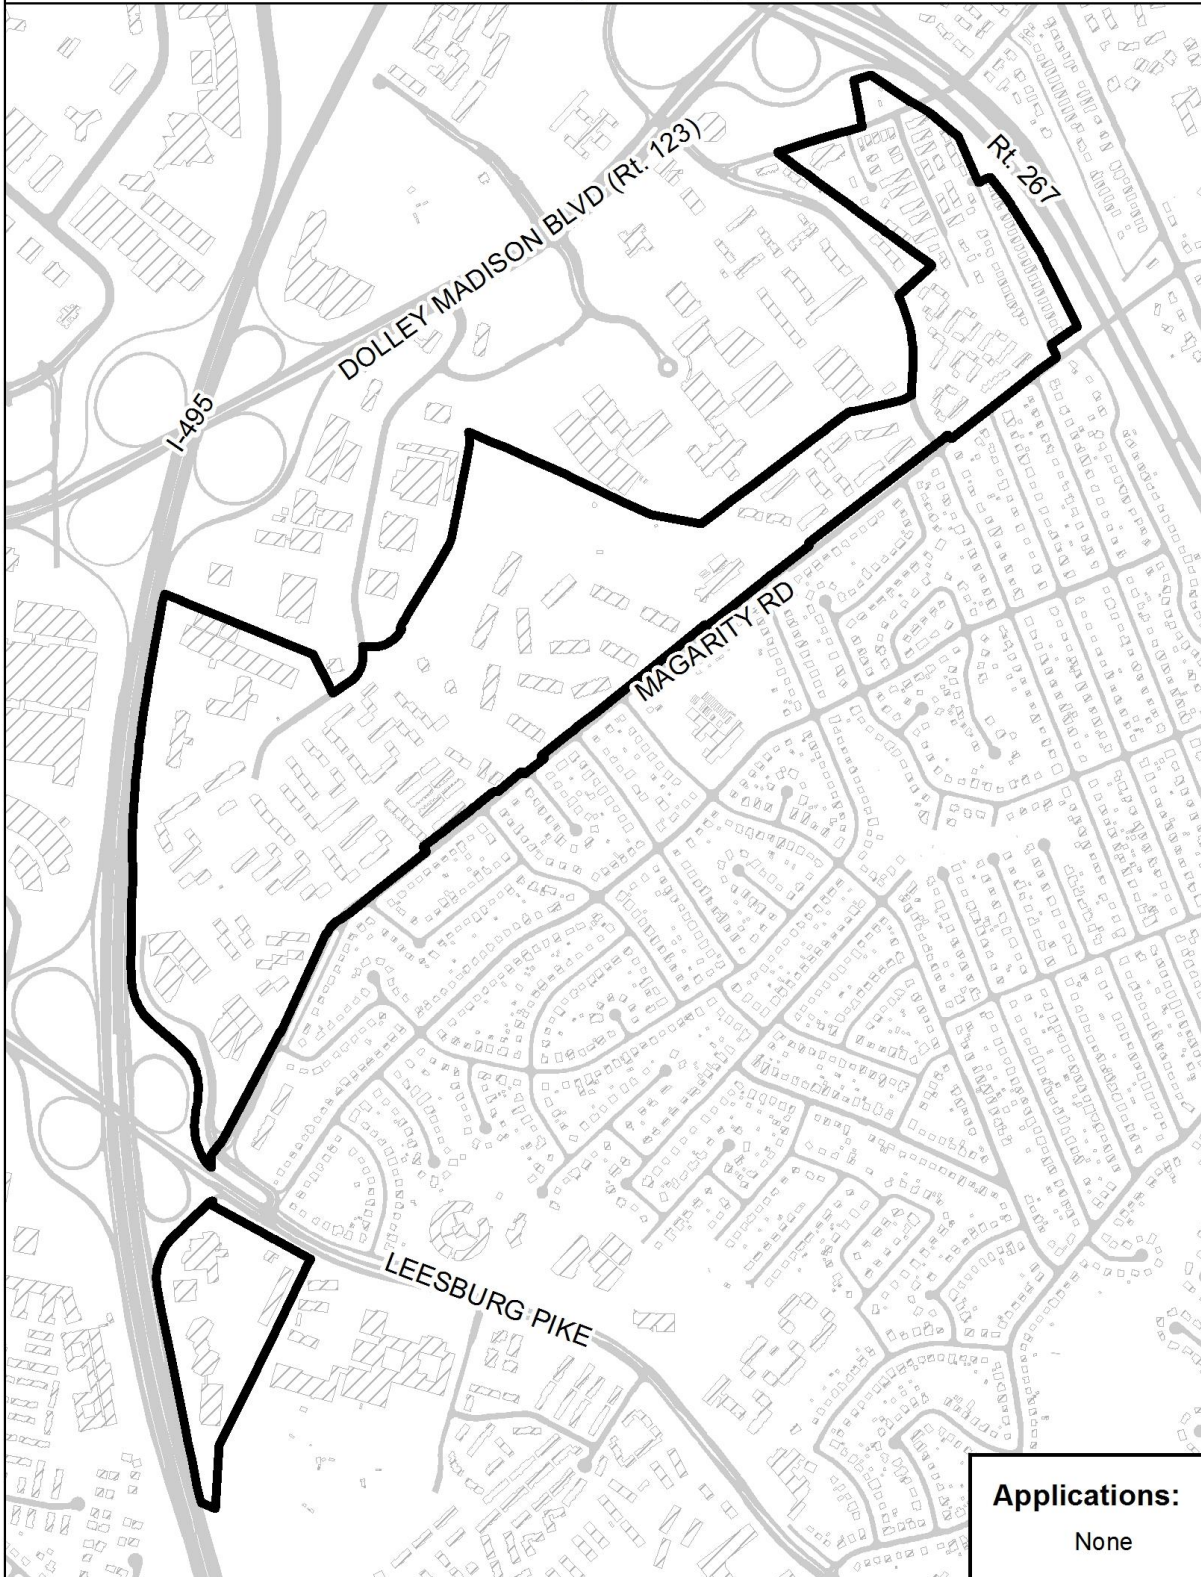 DOLLEY MADISON BLVD (Rt. 123)
Rt. 267
I-495
MAGARITY RD
LEESBURG PIKE
Applications:
None